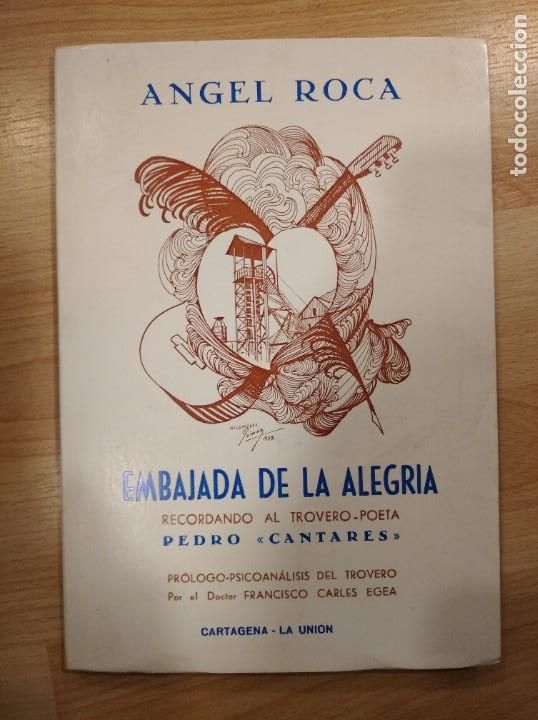 ANGEL ROCA
EMBAJADA DE LA ALEGRIA
RECORDANDO AL TROVERO-POETA
PEDRO «CANTARES»
PRÓLOGO-PSICOANÁLISIS DEL TROVERO
Por el Doctor FRANCISCO CARLES EGEA
CARTAGENA - LA UNION
todocoleccion